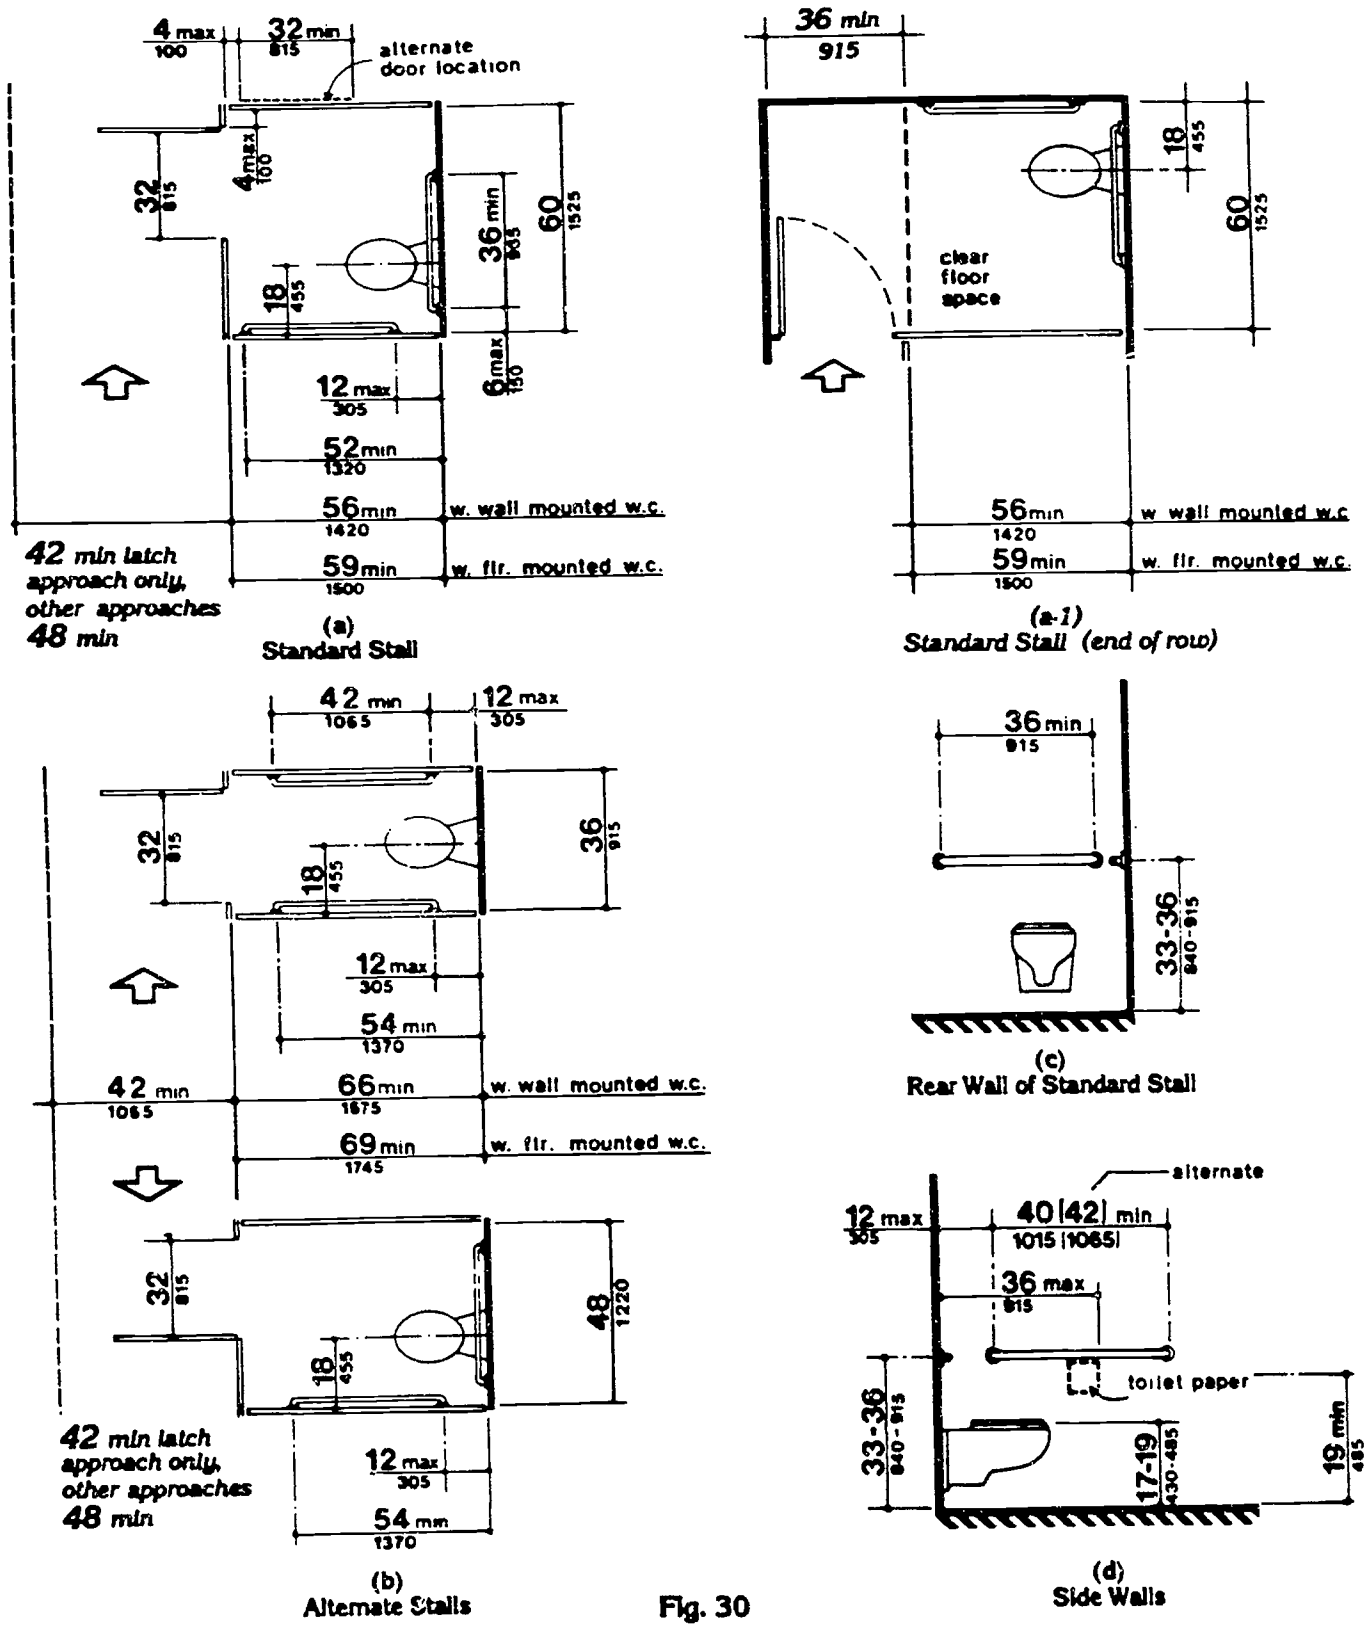 4 max
100
32 min
815
alternate
door location
4 max
100
32
815
36 min
965
60
1525
18
455
6 max
150
12 max
305
52 min
1320
56 min w. wall mounted w.c.
1420
59 min w. flr. mounted w.c.
1500
42 min latch
approach only,
other approaches
48 min
(a)
Standard Stall
36 min
915
18
455
60
1525
clear
floor
space
56 min w wall mounted w.c
1420
59 min w. flr. mounted w.c.
1500
(a-1)
Standard Stall (end of row)
42 min
1065
12 max
305
32
815
36
915
18
455
12 max
305
54 min
1370
42 min
1065
66 min w. wall mounted w.c.
1675
69 min w. flr. mounted w.c.
1745
32
815
48
1220
18
455
42 min latch
approach only,
other approaches
48 min
12 max
305
54 min
1370
(b)
Alternate Stalls
36 min
915
33-36
840-915
(c)
Rear Wall of Standard Stall
alternate
12 max
305
40 |42| min
1015 |1065|
36 max
915
toilet paper
33-36
840-915
17-19
430-485
19 min
485
(d)
Side Walls
Fig. 30